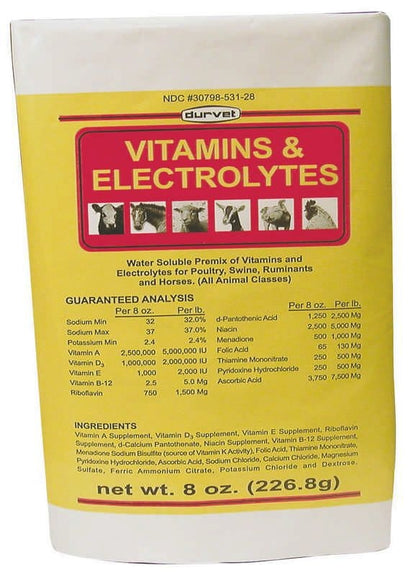 NDC #30798-531-28
durvet
VITAMINS &
ELECTROLYTES
Water Soluble Premix of Vitamins and
Electrolytes for Poultry, Swine, Ruminants
and Horses. (All Animal Classes)
GUARANTEED ANALYSIS
Per 8 oz. Per lb.
Sodium Min 32 32.0%
Sodium Max 37 37.0%
Potassium Min 2.4 2.4%
Vitamin A 2,500,000 5,000,000 IU
Vitamin D3 1,000,000 2,000,000 IU
Vitamin E 1,000 2,000 IU
Vitamin B-12 2.5 5.0 Mg
Riboflavin 750 1,500 Mg
Per 8 oz. Per lb.
d-Pantothenic Acid 1,250 2,500 Mg
Niacin 2,500 5,000 Mg
Menadione 500 1,000 Mg
Folic Acid 65 130 Mg
Thiamine Mononitrate 250 500 Mg
Pyridoxine Hydrochloride 250 500 Mg
Ascorbic Acid 3,750 7,500 Mg
INGREDIENTS
Vitamin A Supplement, Vitamin D3 Supplement, Vitamin E Supplement, Riboflavin
Supplement, d-Calcium Pantothenate, Niacin Supplement, Vitamin B-12 Supplement,
Menadione Sodium Bisulfite (source of Vitamin K Activity), Folic Acid, Thiamine Mononitrate,
Pyridoxine Hydrochloride, Ascorbic Acid, Sodium Chloride, Calcium Chloride, Magnesium
Sulfate, Ferric Ammonium Citrate, Potassium Chloride and Dextrose.
net wt. 8 oz. (226.8g)